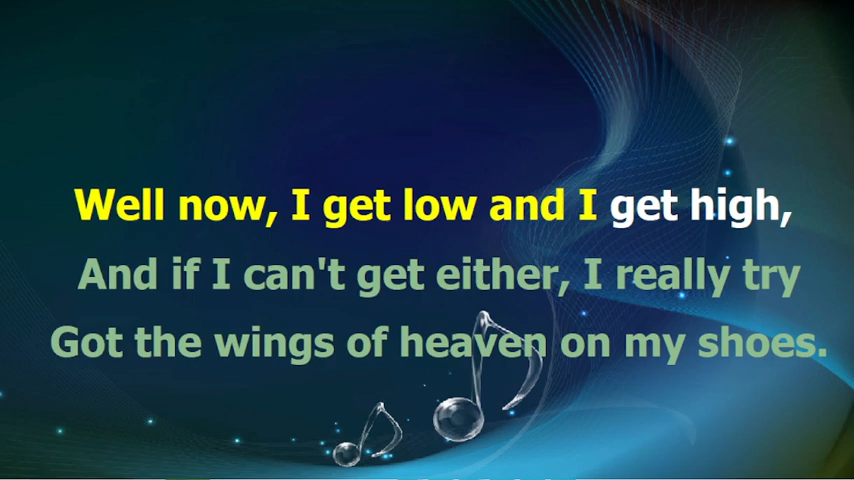 Well now, I get low and I get high,
And if I can't get either, I really try
Got the wings of heaven on my shoes.